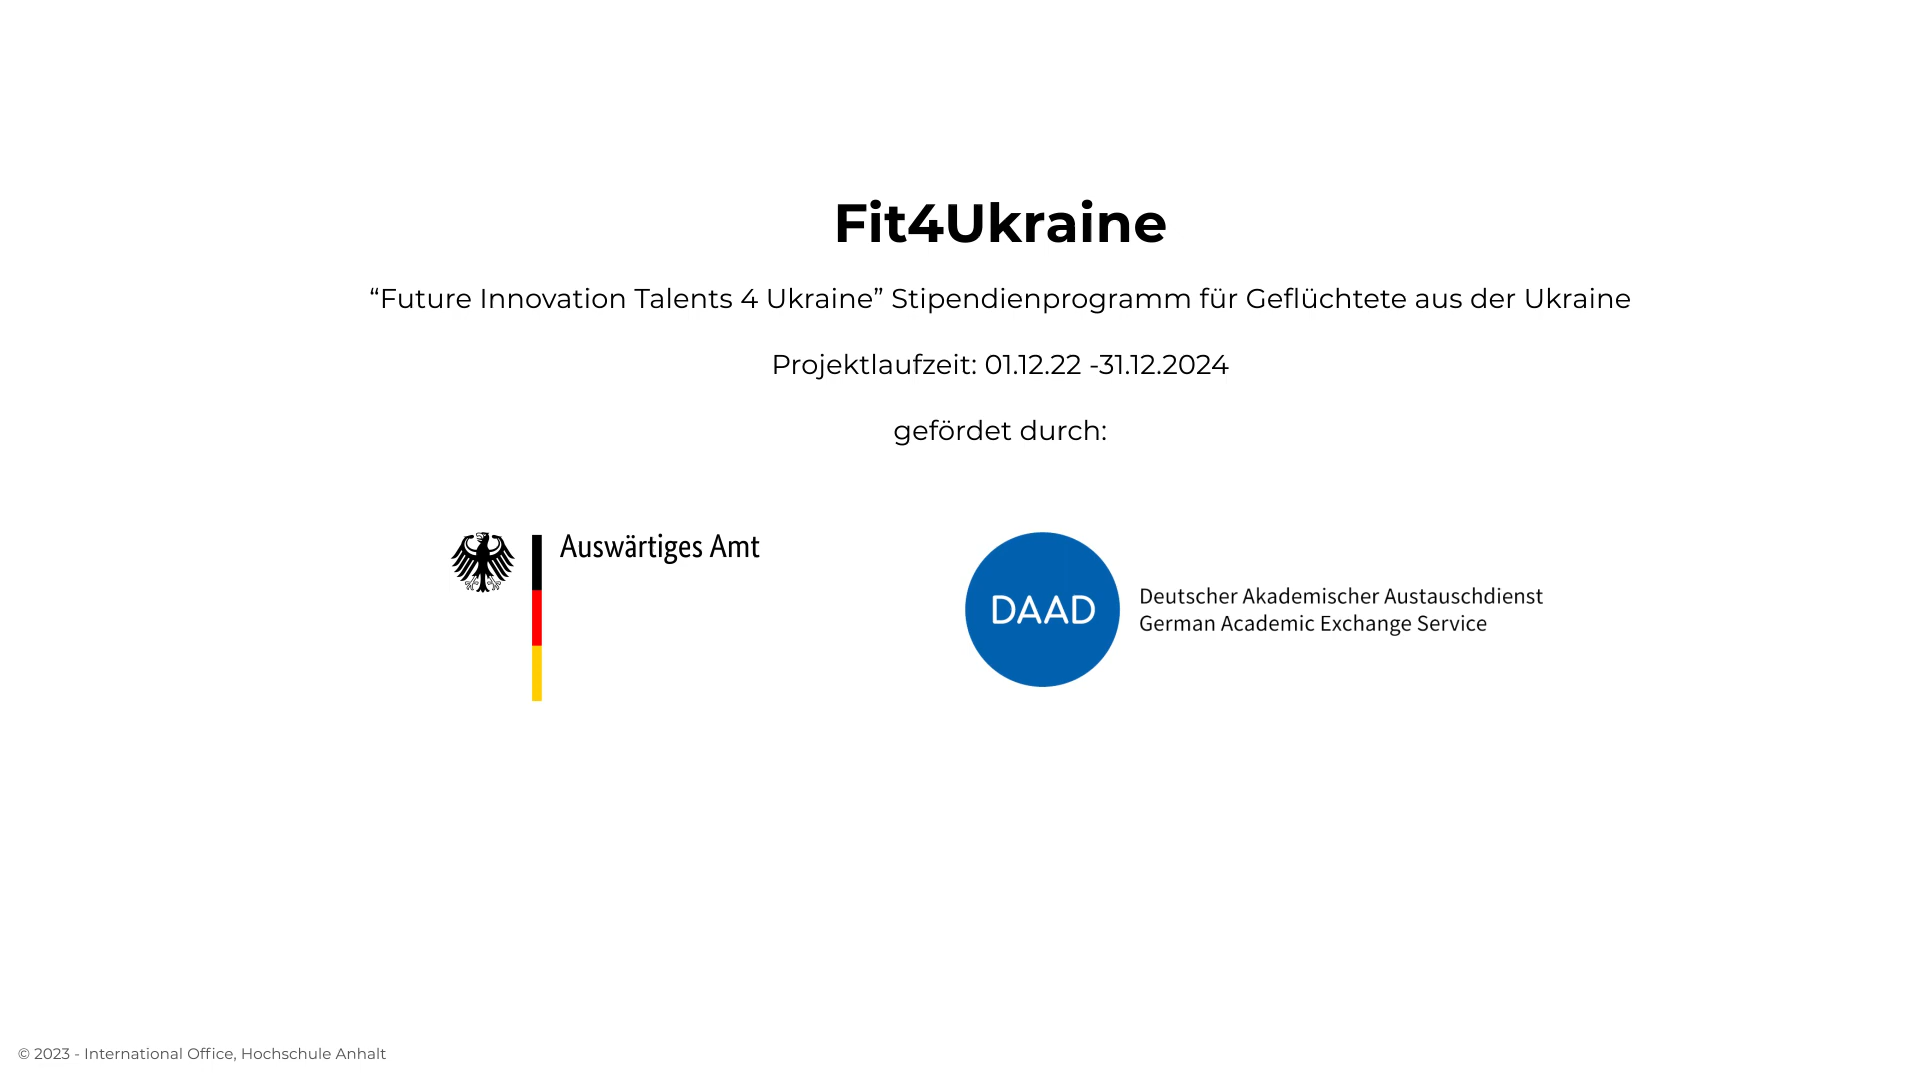 Fit4Ukraine
“Future Innovation Talents 4 Ukraine” Stipendienprogramm für Geflüchtete aus der Ukraine
Projektlaufzeit: 01.12.22 -31.12.2024
gefördet durch:
Auswärtiges Amt
DAAD
Deutscher Akademischer Austauschdienst
German Academic Exchange Service
© 2023 - International Office, Hochschule Anhalt